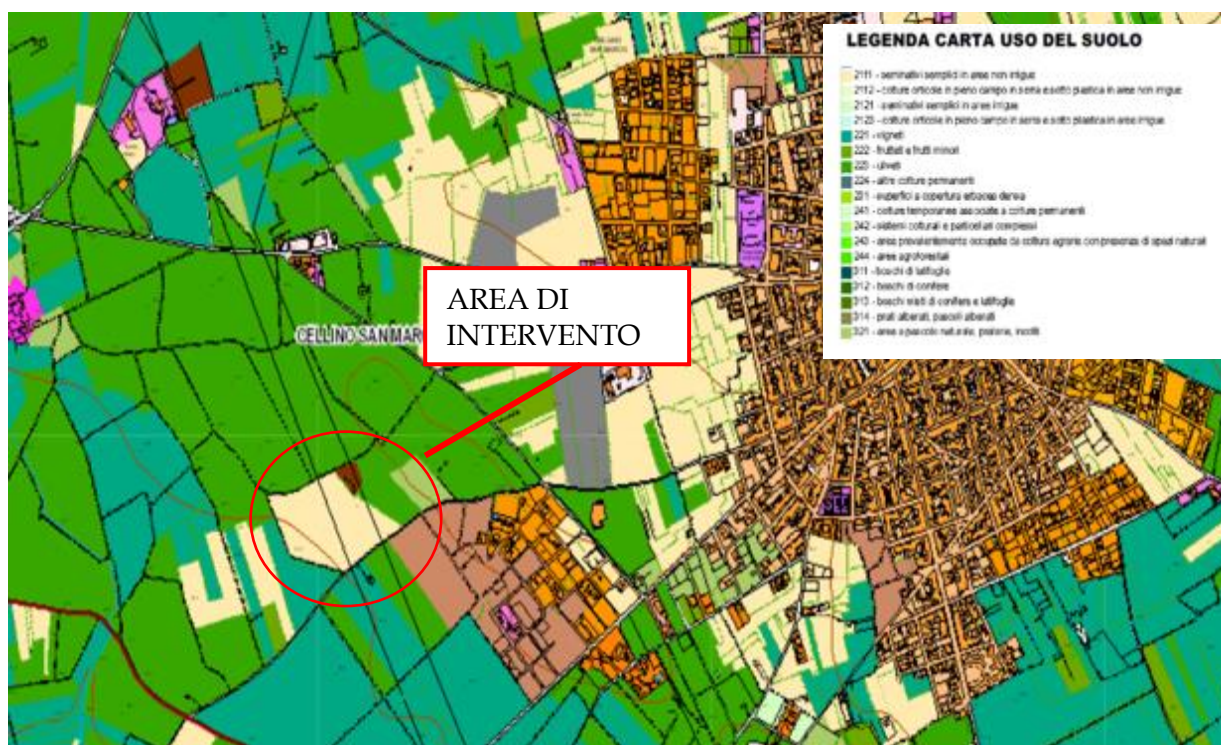 LEGENDA CARTA USO DEL SUOLO
2111 - seminativi semplici in aree non irrigue
2112 - colture orticole in pieno campo in serra e sotto plastica in aree non irrigue
2121 - seminativi semplici in aree irrigue
2123 - colture orticole in pieno campo in serra e sotto plastica in aree irrigue
221 - vigneti
222 - frutteti e frutti minori
223 - uliveti
224 - altre colture permanenti
231 - superfici a copertura erbacea densa
241 - colture temporanee associate a colture permanenti
242 - sistemi colturali e particellari complessi
243 - aree prevalentemente occupate da colture agrarie con presenza di spazi naturali
244 - aree agroforestali
311 - boschi di latifoglie
312 - boschi di conifere
313 - boschi misti di conifere e latifoglie
314 - prati alberati, pascoli alberati
321 - aree a pascolo naturale, praterie, incolti
AREA DI
INTERVENTO
CELLINO SAN MARC